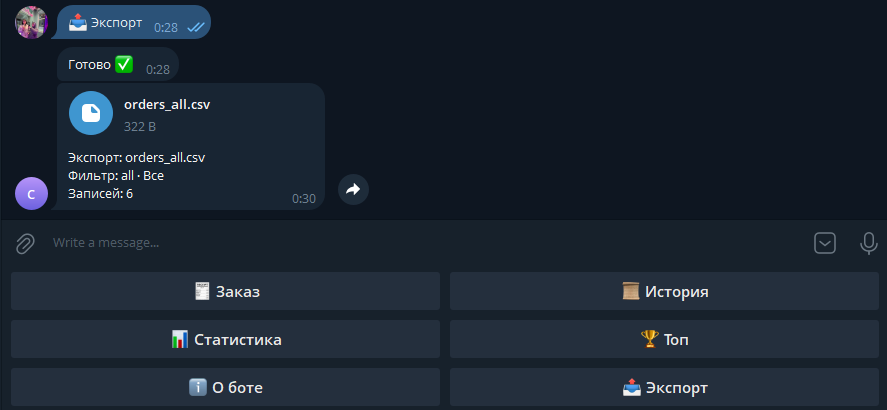 📤 Экспорт 0:28
Готово ✅ 0:28
orders_all.csv
322 B
Экспорт: orders_all.csv
Фильтр: all · Все
Записей: 6
0:30
C
Write a message...
🧾 Заказ
📜 История
📊 Статистика
🏆 Топ
ℹ️ О боте
📤 Экспорт